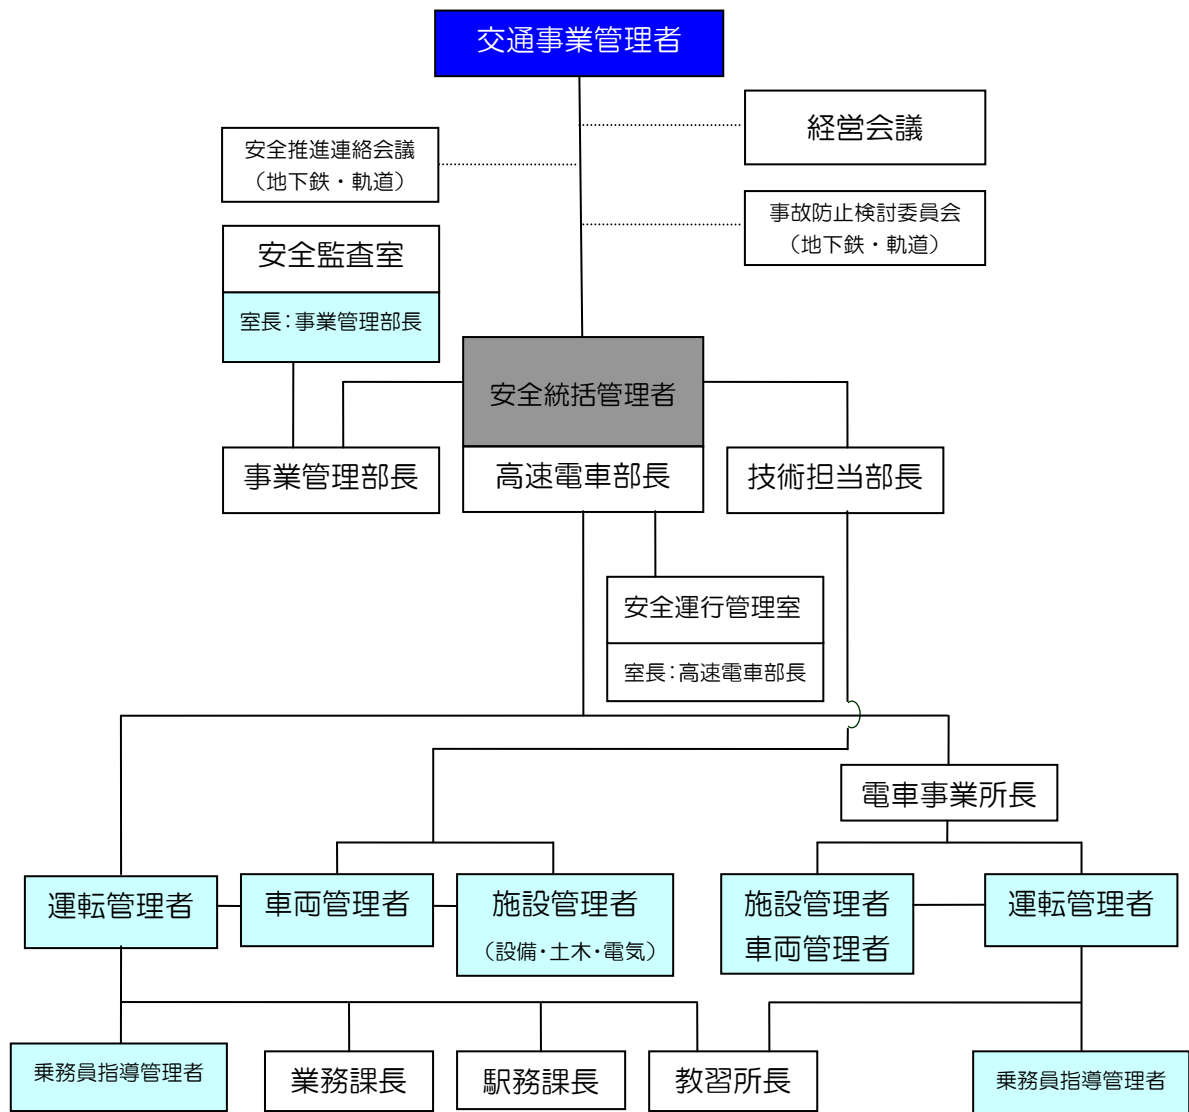 交通事業管理者
経営会議
安全推進連絡会議
（地下鉄・軌道）
事故防止検討委員会
（地下鉄・軌道）
安全監査室
室長：事業管理部長
安全統括管理者
事業管理部長
高速電車部長
技術担当部長
安全運行管理室
室長：高速電車部長
電車事業所長
運転管理者
車両管理者
施設管理者
（設備・土木・電気）
施設管理者
車両管理者
運転管理者
乗務員指導管理者
業務課長
駅務課長
教習所長
乗務員指導管理者